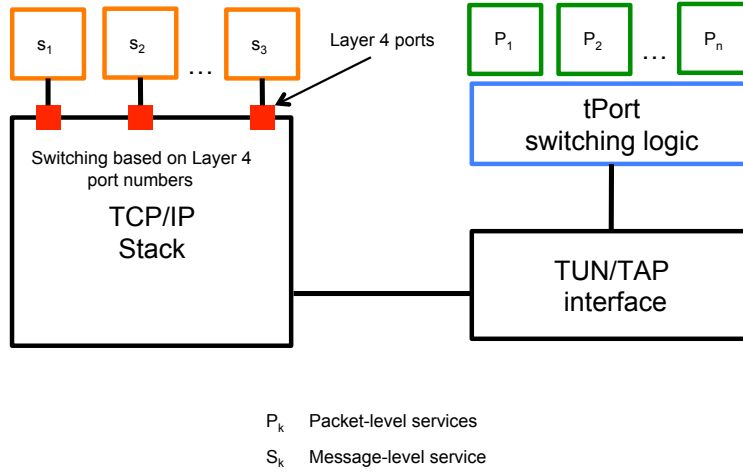 s1 s2 … s3
Layer 4 ports
P1 P2 … Pn
tPort
switching logic
Switching based on Layer 4
port numbers
TCP/IP
Stack
TUN/TAP
interface
Pk Packet-level services
Sk Message-level service